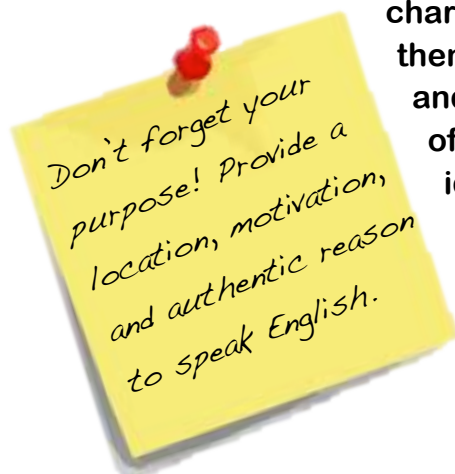 Don't forget your
purpose! Provide a
location, motivation,
and authentic reason
to speak English.